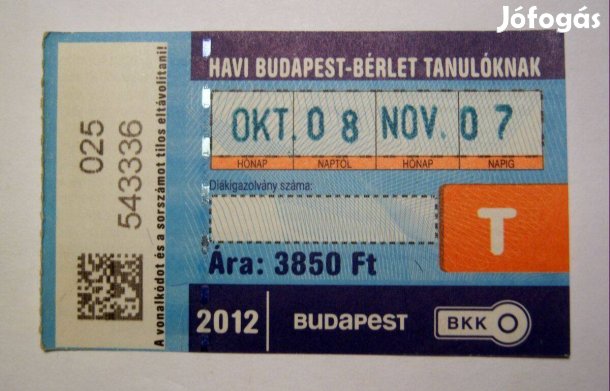 Jófogás
A vonalkódot és a sorszámot tilos eltávolítani!
025
543336
HAVI BUDAPEST-BÉRLET TANULÓKNAK
OKT. 08 NOV. 07
HÓNAP NAPTÓL HÓNAP NAPIG
Diákigazolvány száma:
T
Ára: 3850 Ft
2012 BUDAPEST BKK